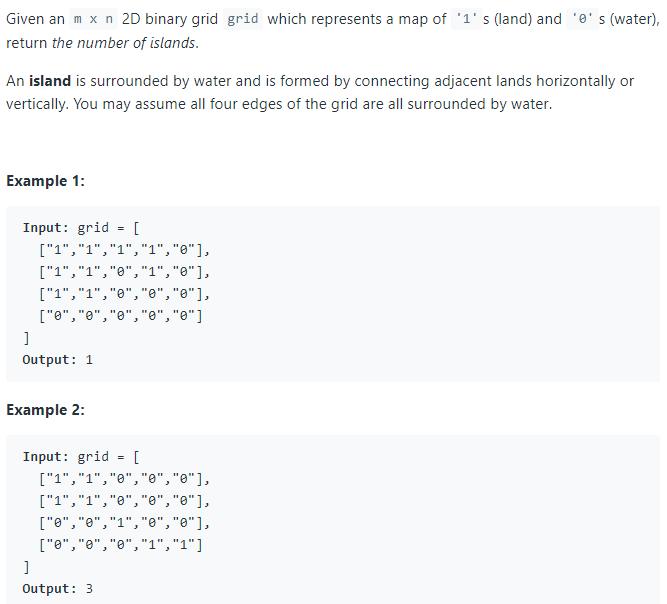 Given an m x n 2D binary grid grid which represents a map of '1' s (land) and '0' s (water),
return the number of islands.
An island is surrounded by water and is formed by connecting adjacent lands horizontally or
vertically. You may assume all four edges of the grid are all surrounded by water.
Example 1:
Input: grid = [
["1","1","1","1","0"],
["1","1","0","1","0"],
["1","1","0","0","0"],
["0","0","0","0","0"]
]
Output: 1
Example 2:
Input: grid = [
["1","1","0","0","0"],
["1","1","0","0","0"],
["0","0","1","0","0"],
["0","0","0","1","1"]
]
Output: 3